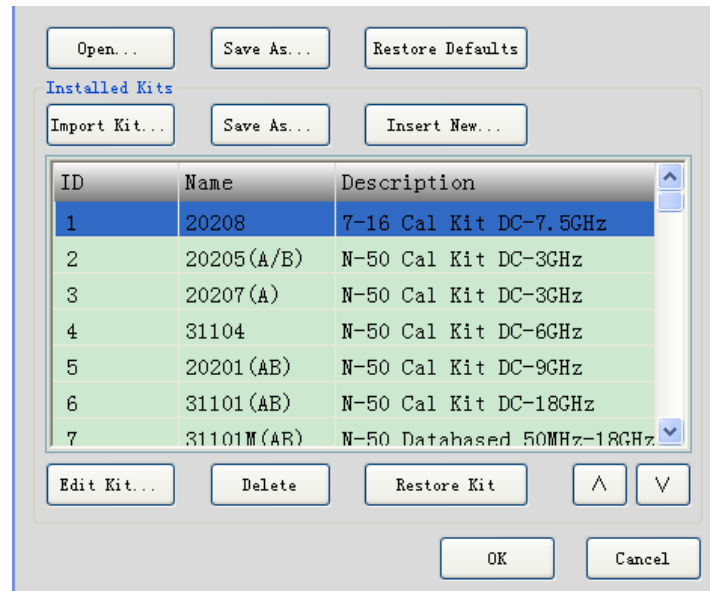 Open... Save As... Restore Defaults
Installed Kits
Import Kit... Save As... Insert New...
ID Name Description
1 20208 7-16 Cal Kit DC-7.5GHz
2 20205(A/B) N-50 Cal Kit DC-3GHz
3 20207(A) N-50 Cal Kit DC-3GHz
4 31104 N-50 Cal Kit DC-6GHz
5 20201(AB) N-50 Cal Kit DC-9GHz
6 31101(AB) N-50 Cal Kit DC-18GHz
7 31101M(AB) N-50 Databased 50MHz-18GHz
Edit Kit... Delete Restore Kit ∧ ∨
OK Cancel